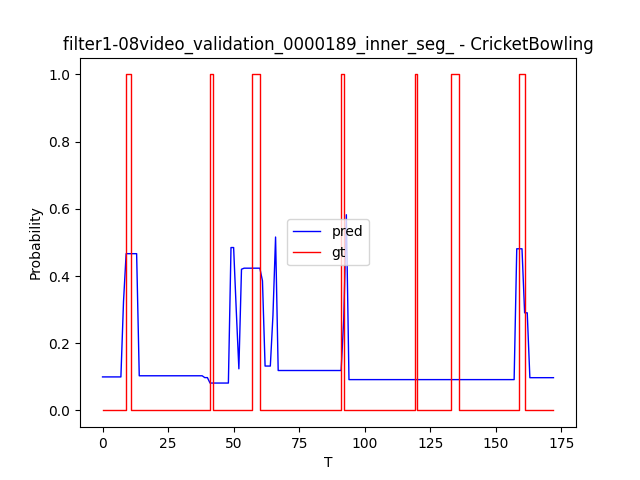 filter1-08video_validation_0000189_inner_seg_ - CricketBowling
1.0
0.8
0.6
0.4
0.2
0.0
Probability
pred
gt
0 25 50 75 100 125 150 175
T